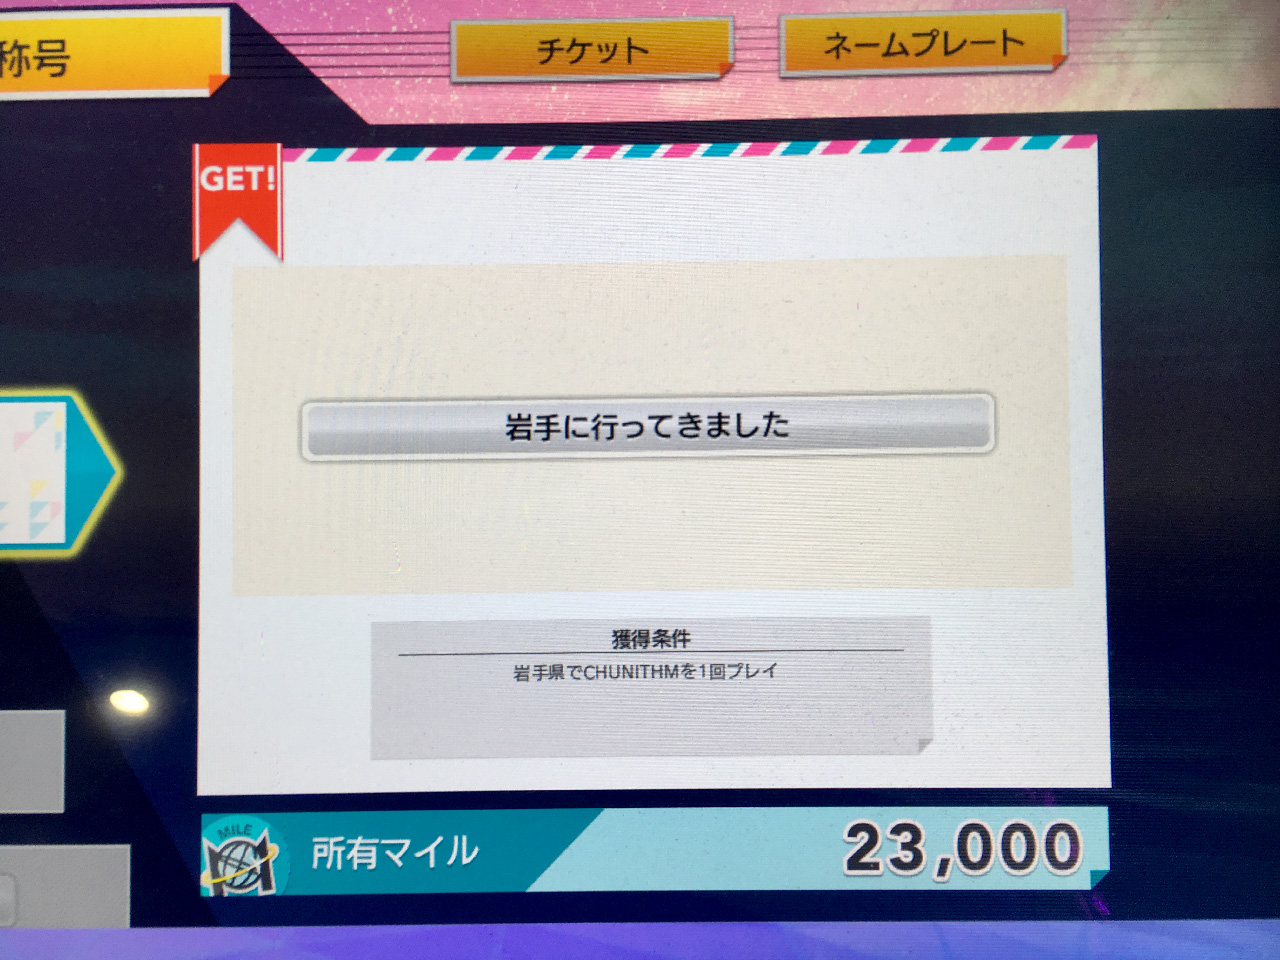 称号
チケット
ネームプレート
GET!
岩手に行ってきました
獲得条件
岩手県でCHUNITHMを1回プレイ
MILE
所有マイル
23,000